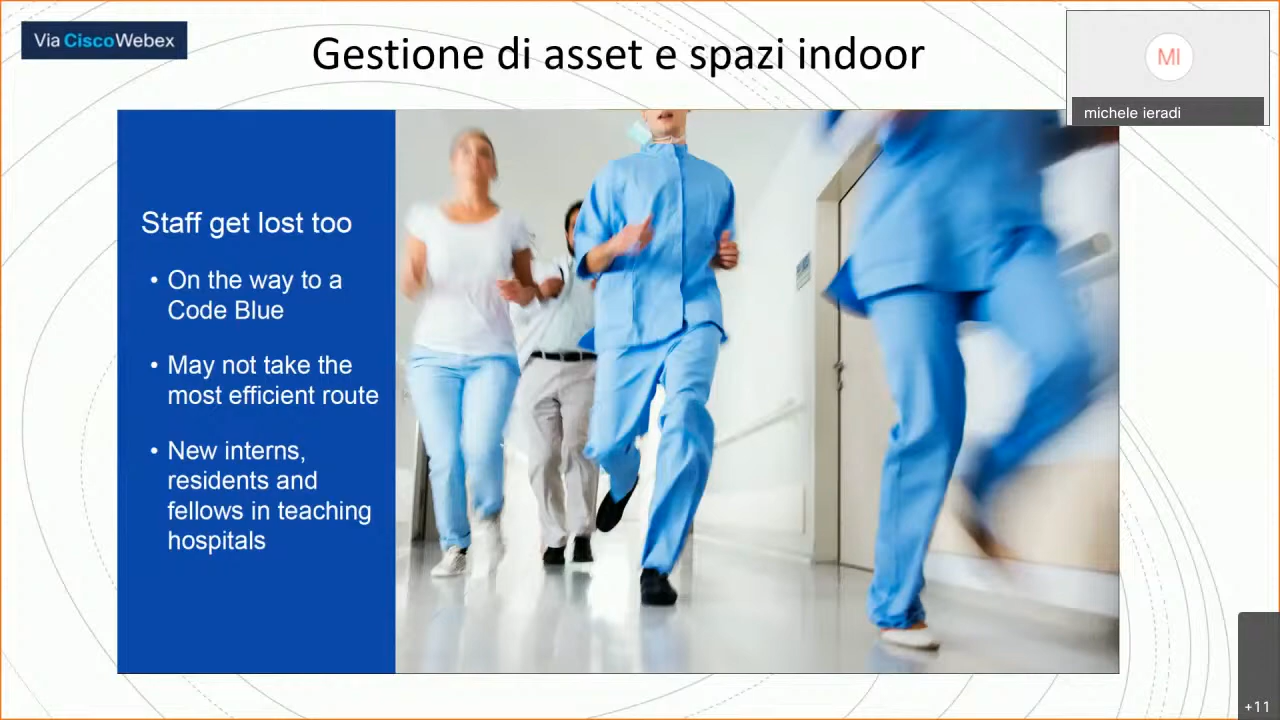 Via CiscoWebex
Gestione di asset e spazi indoor
MI
michele ieradi
Staff get lost too
• On the way to a
Code Blue
• May not take the
most efficient route
• New interns,
residents and
fellows in teaching
hospitals
+11